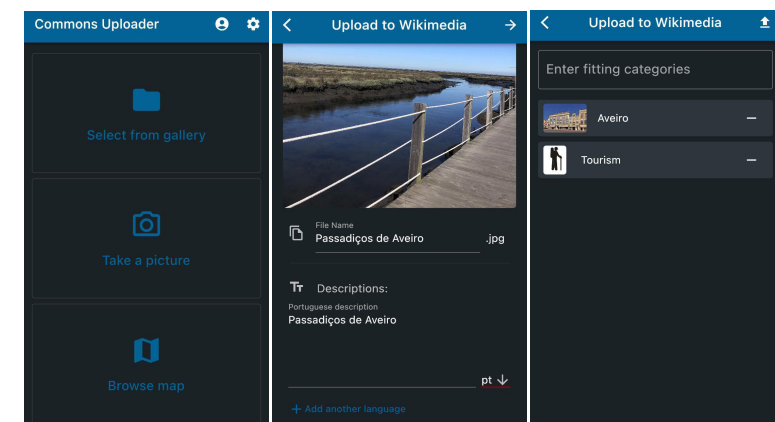 Commons Uploader
Select from gallery
Take a picture
Browse map
Upload to Wikimedia
File Name
Passadiços de Aveiro .jpg
Descriptions:
Portuguese description
Passadiços de Aveiro
pt
Add another language
Upload to Wikimedia
Enter fitting categories
Aveiro
Tourism